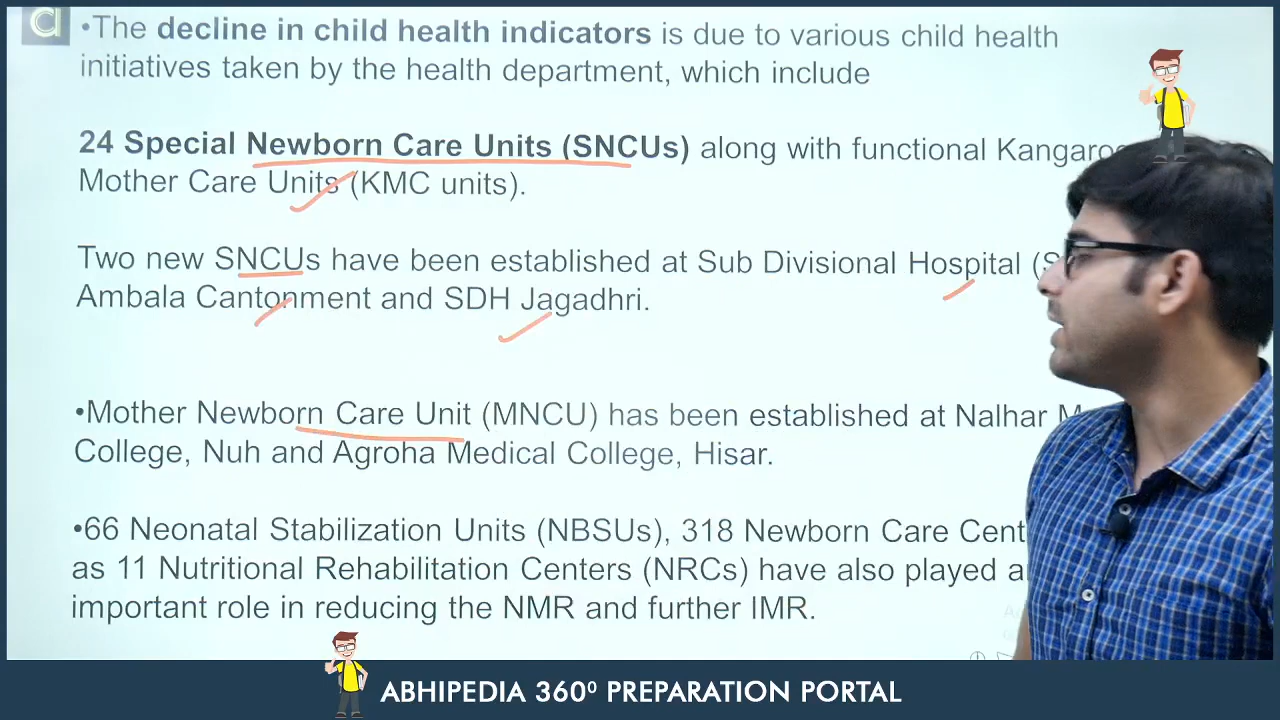 •The decline in child health indicators is due to various child health
initiatives taken by the health department, which include
24 Special Newborn Care Units (SNCUs) along with functional
Mother Care Units (KMC units).
Two new SNCUs have been established at Sub Divisional Hospital
Ambala Cantonment and SDH Jagadhri.
•Mother Newborn Care Unit (MNCU) has been established at Nalhar
College, Nuh and Agroha Medical College, Hisar.
•66 Neonatal Stabilization Units (NBSUs), 318 Newborn Care
as 11 Nutritional Rehabilitation Centers (NRCs) have also played
important role in reducing the NMR and further IMR.
ABHIPEDIA 360⁰ PREPARATION PORTAL